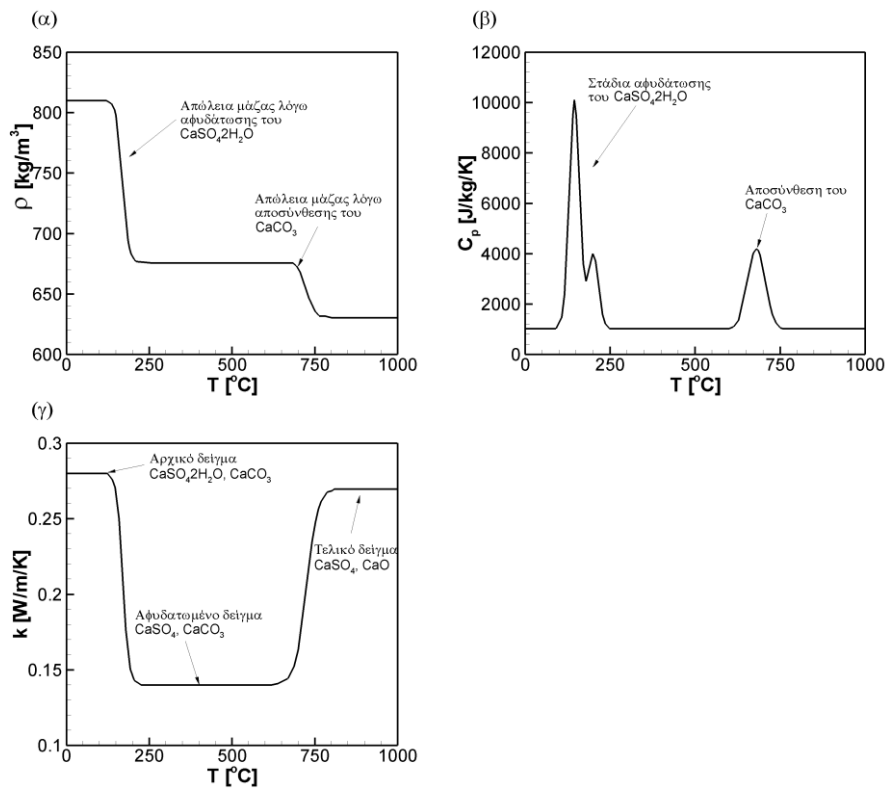 (α)
850
800
750
700
650
600
ρ [kg/m³]
Απώλεια μάζας λόγω
αφυδάτωσης του
CaSO₄2H₂O
Απώλεια μάζας λόγω
αποσύνθεσης του
CaCO₃
0
250
500
750
1000
T [°C]
(β)
12000
10000
8000
6000
4000
2000
0
Cₚ [J/kg/K]
Στάδια αφυδάτωσης
του CaSO₄2H₂O
Αποσύνθεση του
CaCO₃
0
250
500
750
1000
T [°C]
(γ)
0.3
0.25
0.2
0.15
0.1
k [W/m/K]
Αρχικό δείγμα
CaSO₄2H₂O, CaCO₃
Τελικό δείγμα
CaSO₄, CaO
Αφυδατωμένο δείγμα
CaSO₄, CaCO₃
0
250
500
750
1000
T [°C]